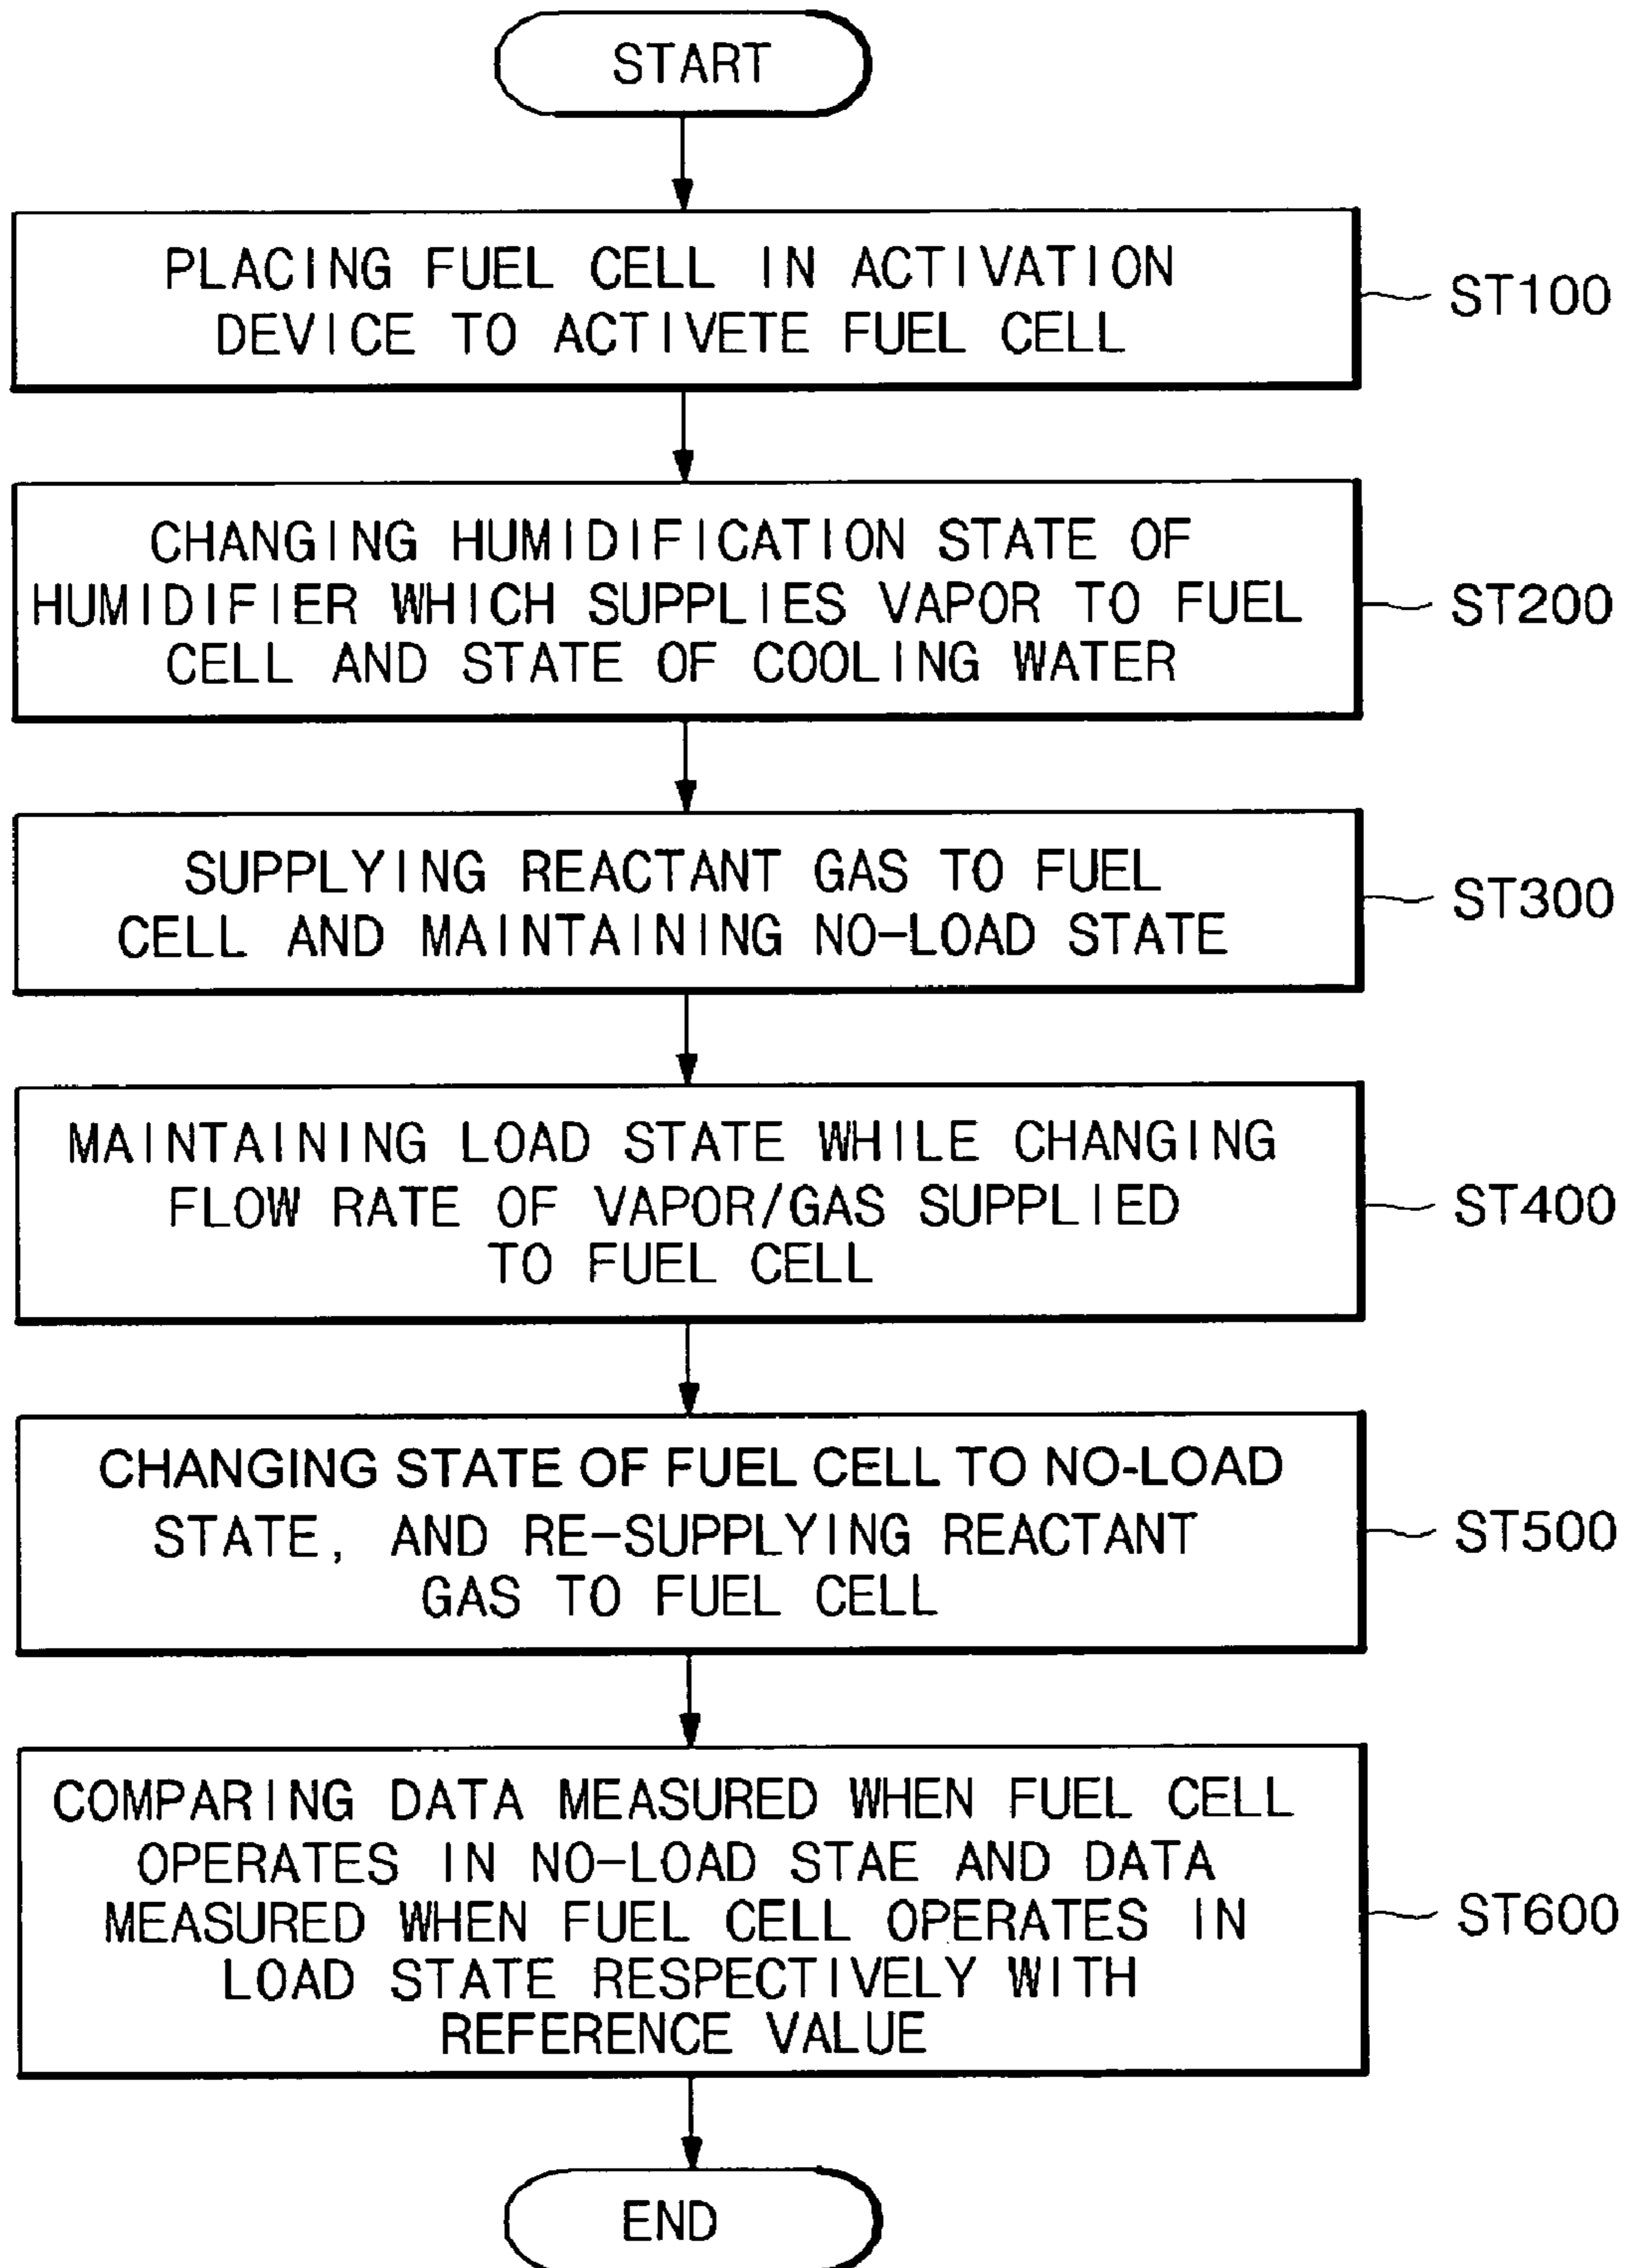 START
PLACING FUEL CELL IN ACTIVATION
DEVICE TO ACTIVETE FUEL CELL
ST100
CHANGING HUMIDIFICATION STATE OF
HUMIDIFIER WHICH SUPPLIES VAPOR TO FUEL
CELL AND STATE OF COOLING WATER
ST200
SUPPLYING REACTANT GAS TO FUEL
CELL AND MAINTAINING NO-LOAD STATE
ST300
MAINTAINING LOAD STATE WHILE CHANGING
FLOW RATE OF VAPOR/GAS SUPPLIED
TO FUEL CELL
ST400
CHANGING STATE OF FUEL CELL TO NO-LOAD
STATE, AND RE-SUPPLYING REACTANT
GAS TO FUEL CELL
ST500
COMPARING DATA MEASURED WHEN FUEL CELL
OPERATES IN NO-LOAD STAE AND DATA
MEASURED WHEN FUEL CELL OPERATES IN
LOAD STATE RESPECTIVELY WITH
REFERENCE VALUE
ST600
END